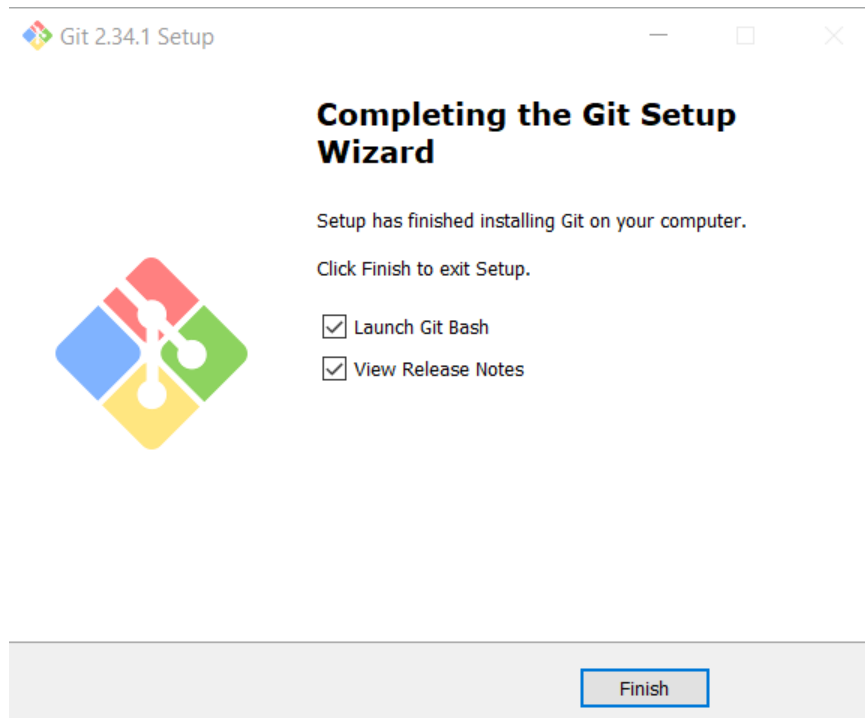 Git 2.34.1 Setup
Completing the Git Setup
Wizard
Setup has finished installing Git on your computer.
Click Finish to exit Setup.
Launch Git Bash
View Release Notes
Finish